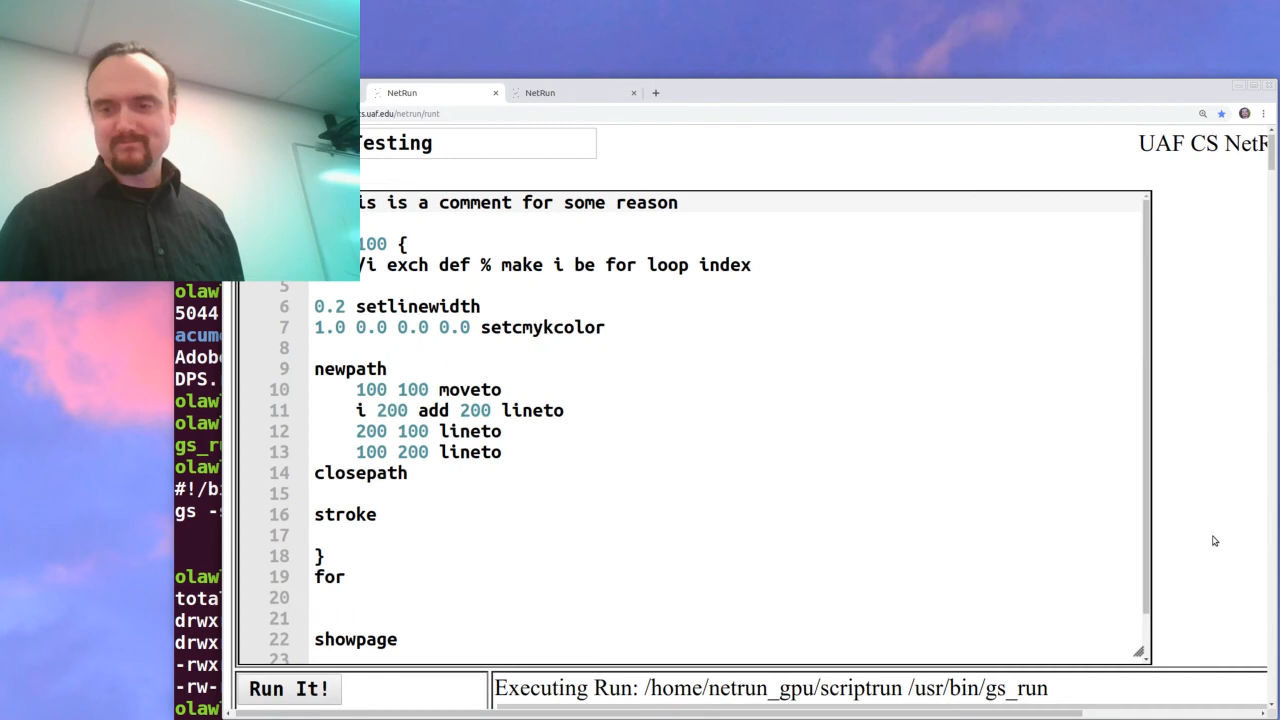 NetRun
NetRun
cs.uaf.edu/netrun/runt
Testing
UAF CS NetR
is is a comment for some reason
100 {
/i exch def % make i be for loop index
5
6 0.2 setlinewidth
7 1.0 0.0 0.0 0.0 setcmykcolor
8
9 newpath
10 100 100 moveto
11 i 200 add 200 lineto
12 200 100 lineto
13 100 200 lineto
14 closepath
15
16 stroke
17
18 }
19 for
20
21
22 showpage
23
olaw
5044
acum
Adob
DPS.
olaw
olaw
gs_r
olaw
#!/b
gs -
olaw
tota
drwx
drwx
-rwx
-rw-
olaw
Run It!
Executing Run: /home/netrun_gpu/scriptrun /usr/bin/gs_run